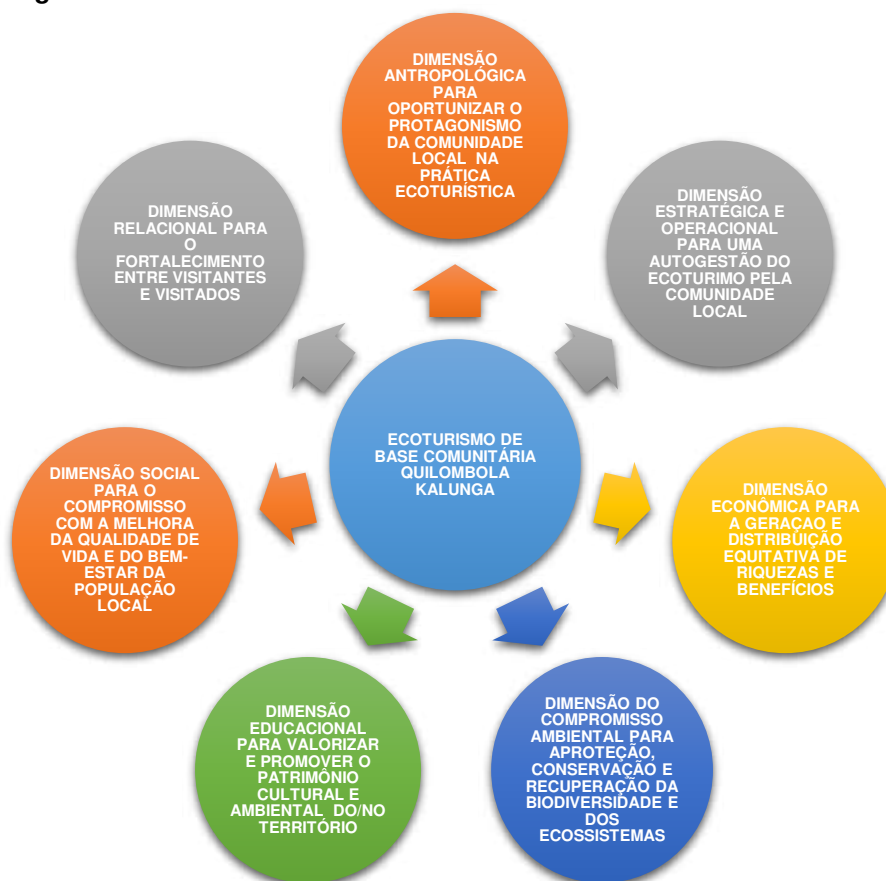 DIMENSÃO
ANTROPOLÓGICA
PARA
OPORTUNIZAR O
PROTAGONISMO
DA COMUNIDADE
LOCAL NA
PRÁTICA
ECOTURÍSTICA
DIMENSÃO
ESTRATÉGICA E
OPERACIONAL
PARA UMA
AUTOGESTÃO DO
ECOTURIMO PELA
COMUNIDADE
LOCAL
DIMENSÃO
ECONÔMICA PARA
A GERAÇAO E
DISTRIBUIÇÃO
EQUITATIVA DE
RIQUEZAS E
BENEFÍCIOS
DIMENSÃO DO
COMPROMISSO
AMBIENTAL PARA
APROTEÇÃO,
CONSERVAÇÃO E
RECUPERAÇÃO DA
BIODIVERSIDADE E
DOS
ECOSSISTEMAS
DIMENSÃO
EDUCACIONAL
PARA VALORIZAR
E PROMOVER O
PATRIMÔNIO
CULTURAL E
AMBIENTAL DO/NO
TERRITÓRIO
DIMENSÃO SOCIAL
PARA O
COMPROMISSO
COM A MELHORA
DA QUALIDADE DE
VIDA E DO BEM-
ESTAR DA
POPULAÇÃO
LOCAL
DIMENSÃO
RELACIONAL PARA
O
FORTALECIMENTO
ENTRE VISITANTES
E VISITADOS
ECOTURISMO DE
BASE COMUNITÁRIA
QUILOMBOLA
KALUNGA